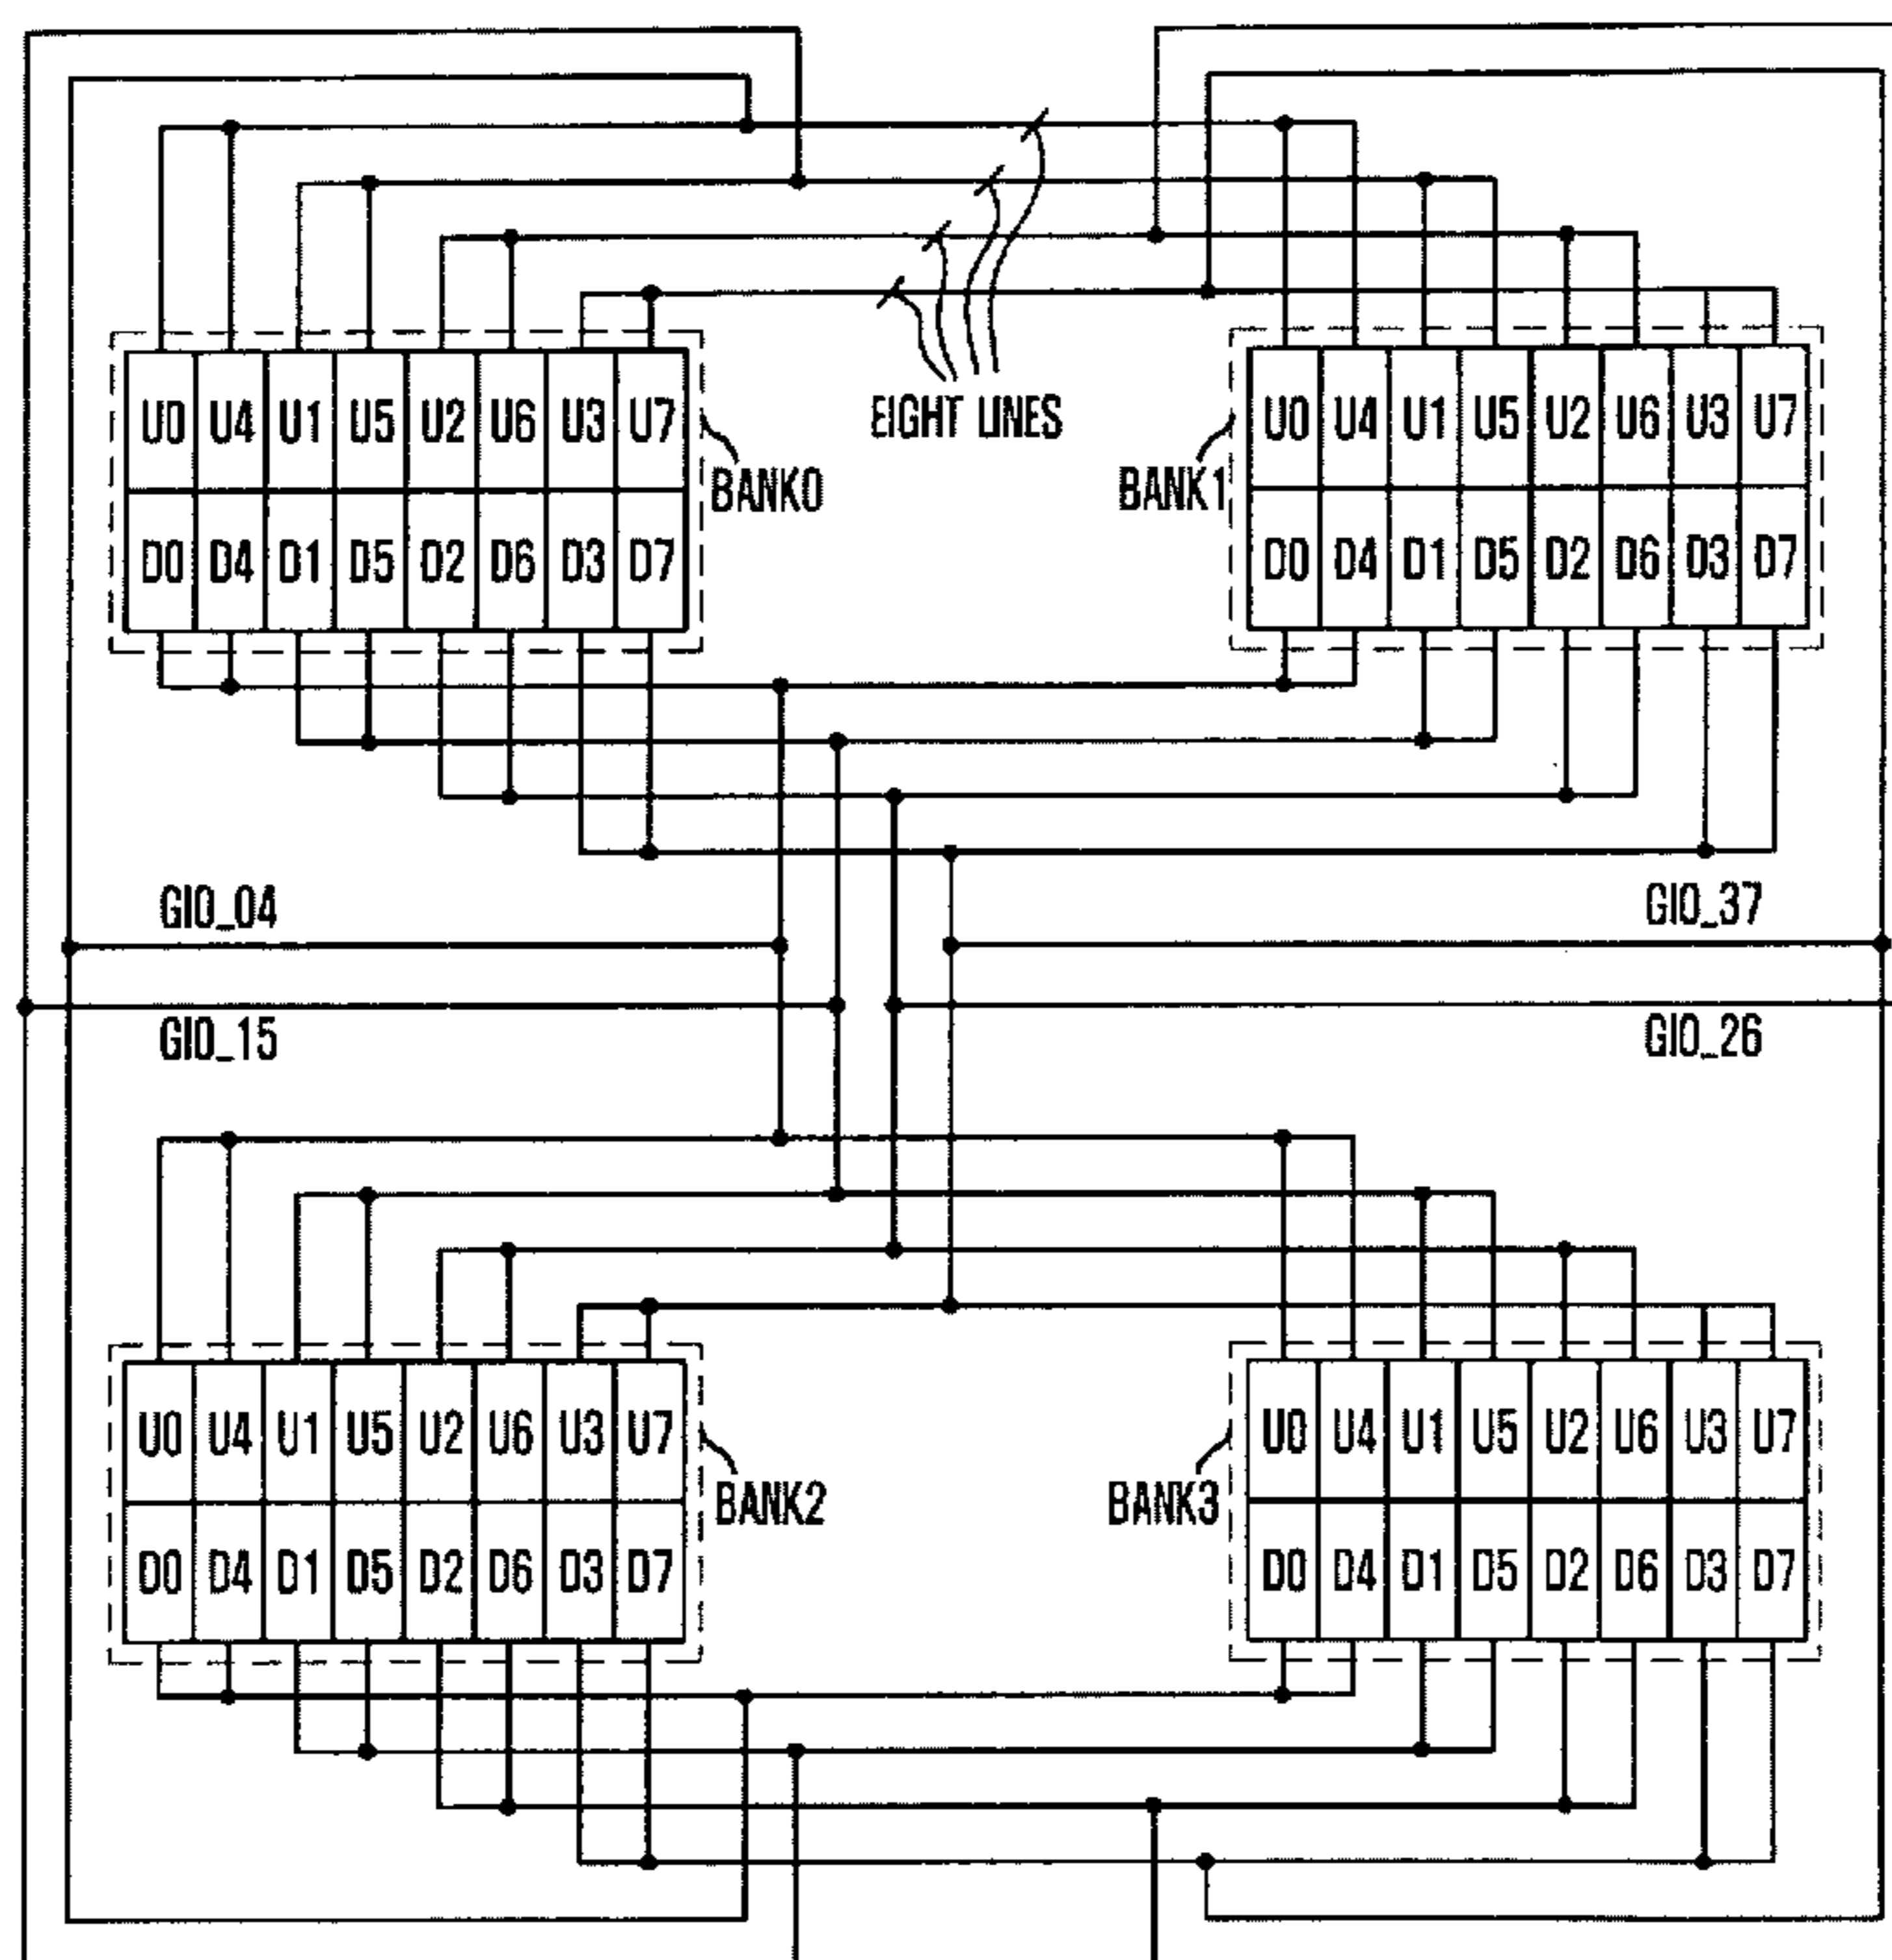 EIGHT LINES
U0 U4 U1 U5 U2 U6 U3 U7
D0 D4 D1 D5 D2 D6 D3 D7
BANK0
BANK1
U0 U4 U1 U5 U2 U6 U3 U7
D0 D4 D1 D5 D2 D6 D3 D7
GIO_04
GIO_37
GIO_15
GIO_26
U0 U4 U1 U5 U2 U6 U3 U7
D0 D4 D1 D5 D2 D6 D3 D7
BANK2
BANK3
U0 U4 U1 U5 U2 U6 U3 U7
D0 D4 D1 D5 D2 D6 D3 D7